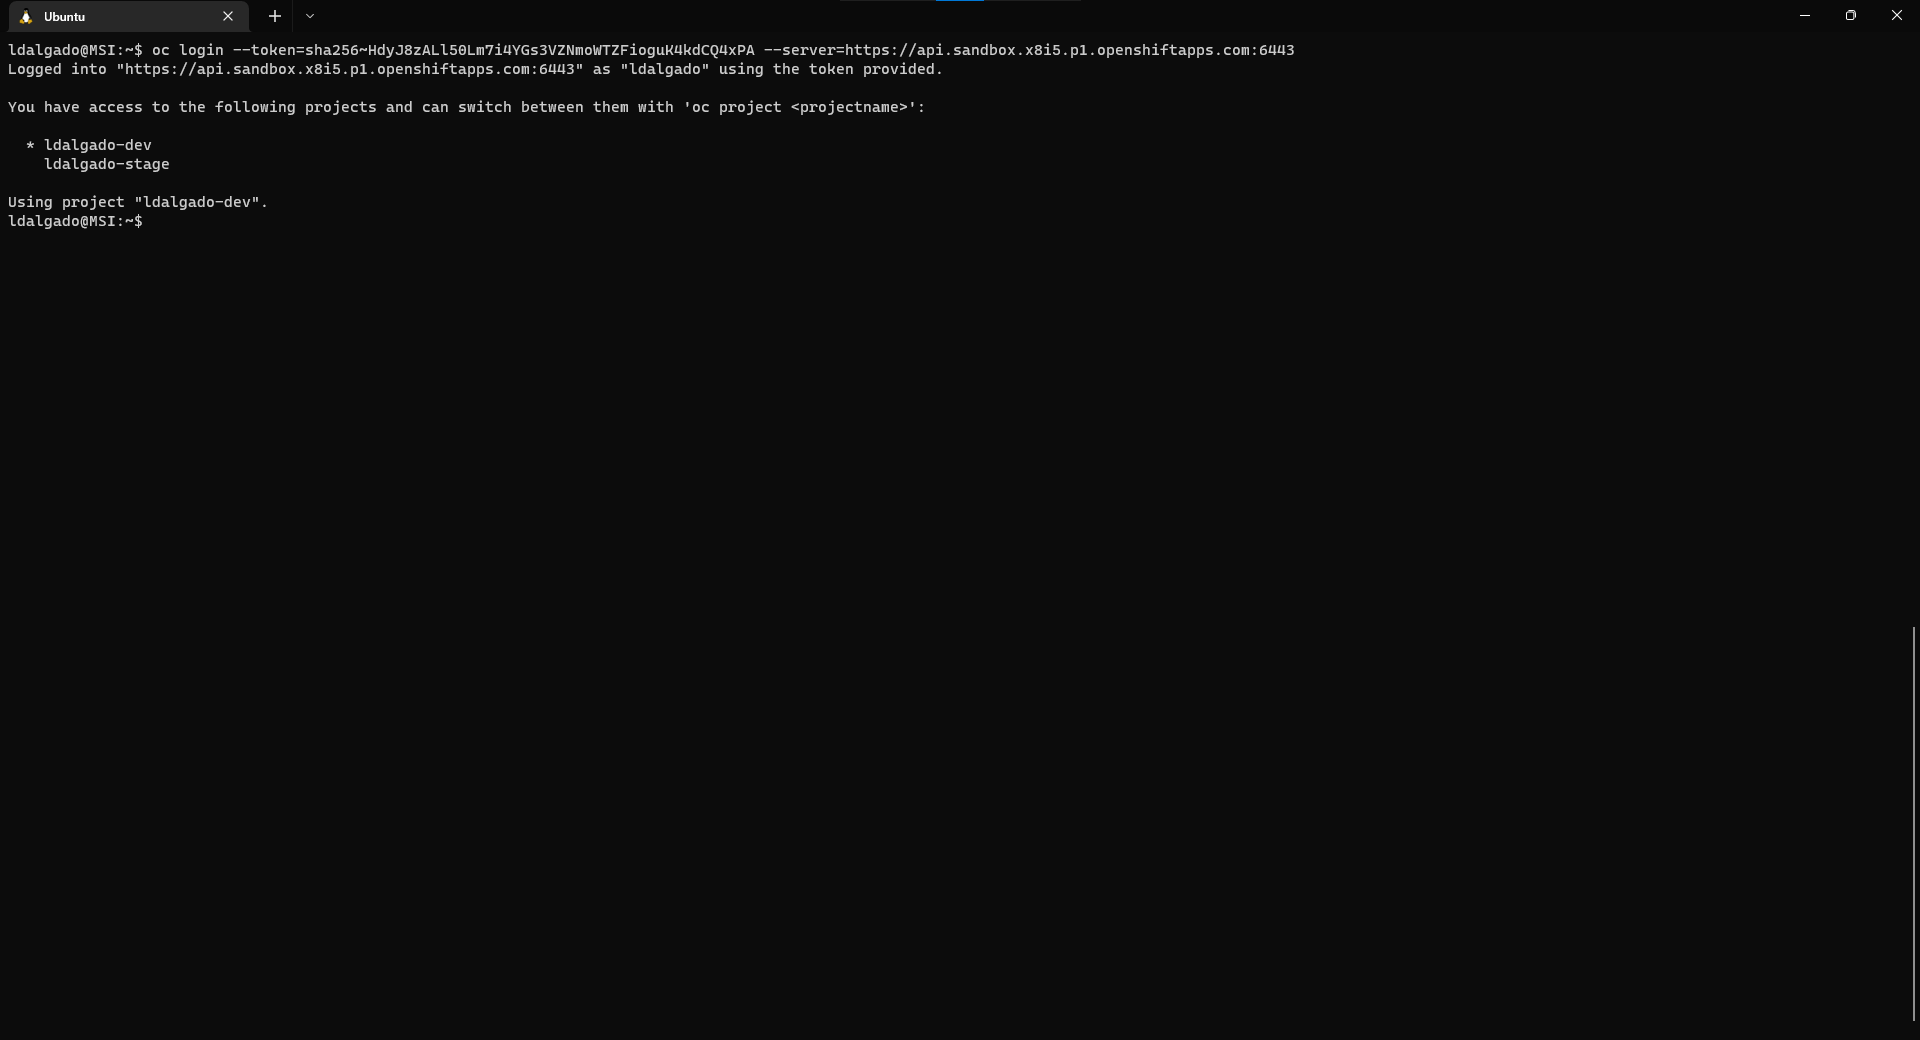 Ubuntu
ldalgado@MSI:~$ oc login --token=sha256~HdyJ8zALl50Lm7i4YGs3VZNmoWTZFioguK4kdCQ4xPA --server=https://api.sandbox.x8i5.p1.openshiftapps.com:6443
Logged into "https://api.sandbox.x8i5.p1.openshiftapps.com:6443" as "ldalgado" using the token provided.
You have access to the following projects and can switch between them with 'oc project <projectname>':
* ldalgado-dev
ldalgado-stage
Using project "ldalgado-dev".
ldalgado@MSI:~$